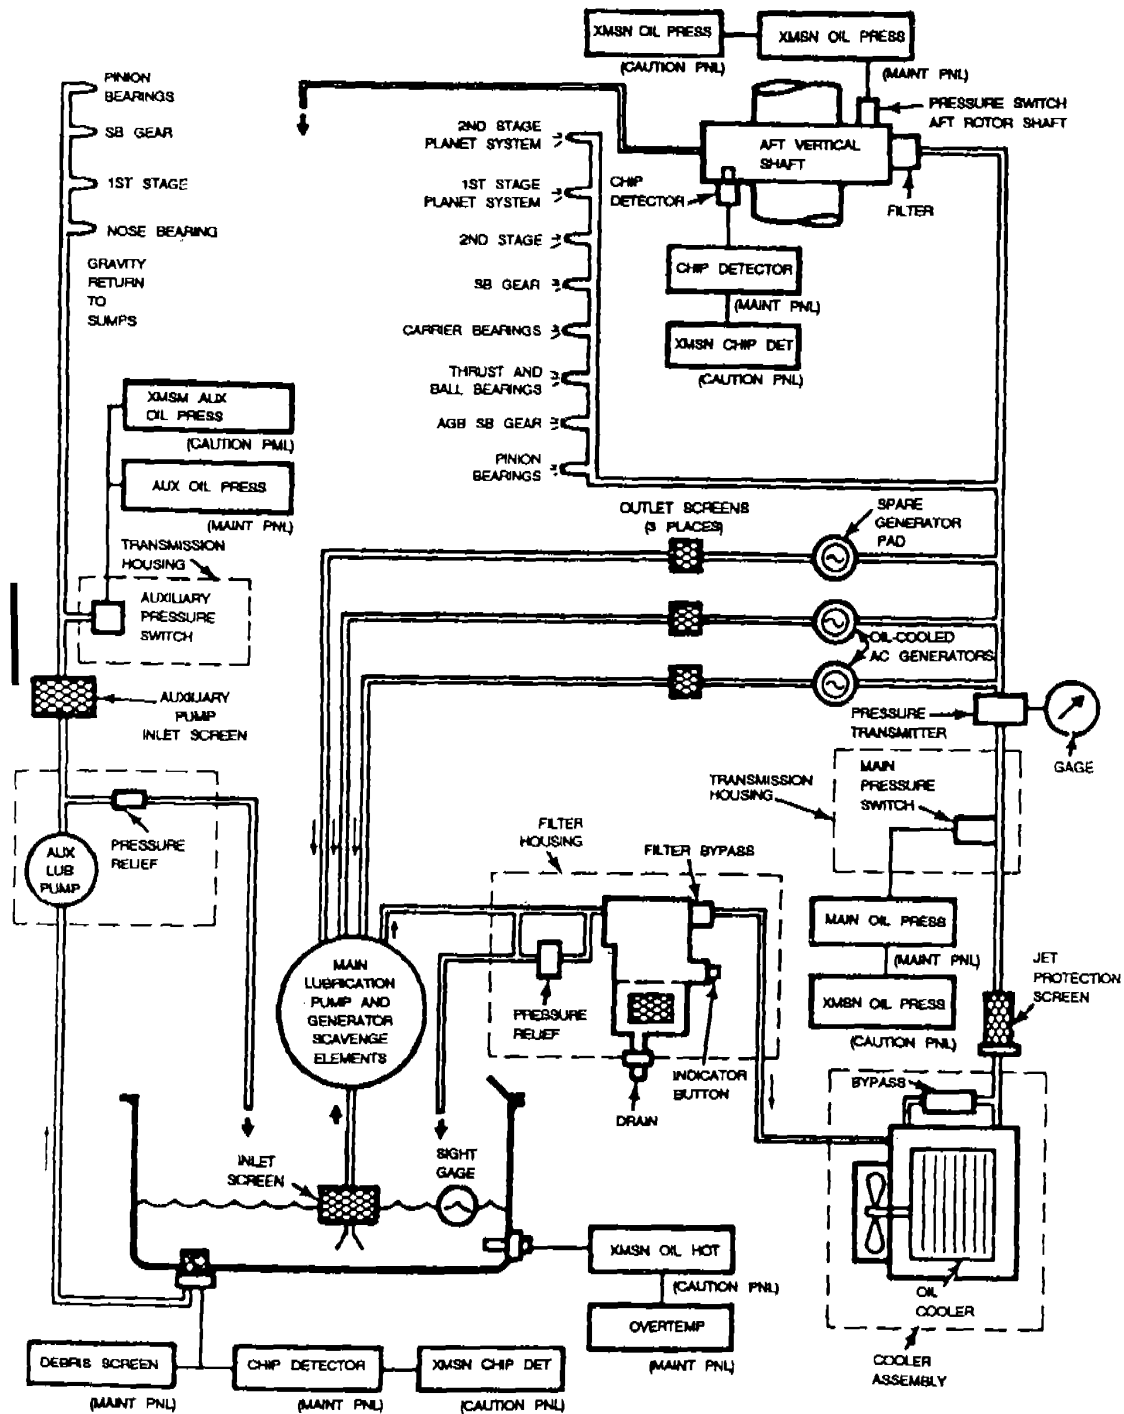 XMSN OIL PRESS
(CAUTION PNL)
XMSN OIL PRESS
(MAINT PNL)
PRESSURE SWITCH
AFT ROTOR SHAFT
AFT VERTICAL
SHAFT
FILTER
CHIP
DETECTOR
CHIP DETECTOR
(MAINT PNL)
XMSN CHIP DET
(CAUTION PNL)
PINION
BEARINGS
SB GEAR
1ST STAGE
NOSE BEARING
GRAVITY
RETURN
TO
SUMPS
2ND STAGE
PLANET SYSTEM
1ST STAGE
PLANET SYSTEM
2ND STAGE
SB GEAR
CARRIER BEARINGS
THRUST AND
BALL BEARINGS
AGB SB GEAR
PINION
BEARINGS
XMSM AUX
OIL PRESS
(CAUTION PML)
AUX OIL PRESS
(MAINT PNL)
TRANSMISSION
HOUSING
AUXILIARY
PRESSURE
SWITCH
AUXILIARY
PUMP
INLET SCREEN
PRESSURE
RELIEF
AUX
LUB
PUMP
OUTLET SCREENS
(3 PLACES)
SPARE
GENERATOR
PAD
OIL-COOLED
AC GENERATORS
PRESSURE
TRANSMITTER
GAGE
TRANSMISSION
HOUSING
MAIN
PRESSURE
SWITCH
MAIN OIL PRESS
(MAINT PNL)
XMSN OIL PRESS
(CAUTION PNL)
JET
PROTECTION
SCREEN
FILTER
HOUSING
FILTER BYPASS
PRESSURE
RELIEF
INDICATOR
BUTTON
DRAIN
MAIN
LUBRICATION
PUMP AND
GENERATOR
SCAVENGE
ELEMENTS
INLET
SCREEN
SIGHT
GAGE
BYPASS
OIL
COOLER
COOLER
ASSEMBLY
XMSN OIL HOT
(CAUTION PNL)
OVERTEMP
(MAINT PNL)
DEBRIS SCREEN
(MAINT PNL)
CHIP DETECTOR
(MAINT PNL)
XMSN CHIP DET
(CAUTION PNL)